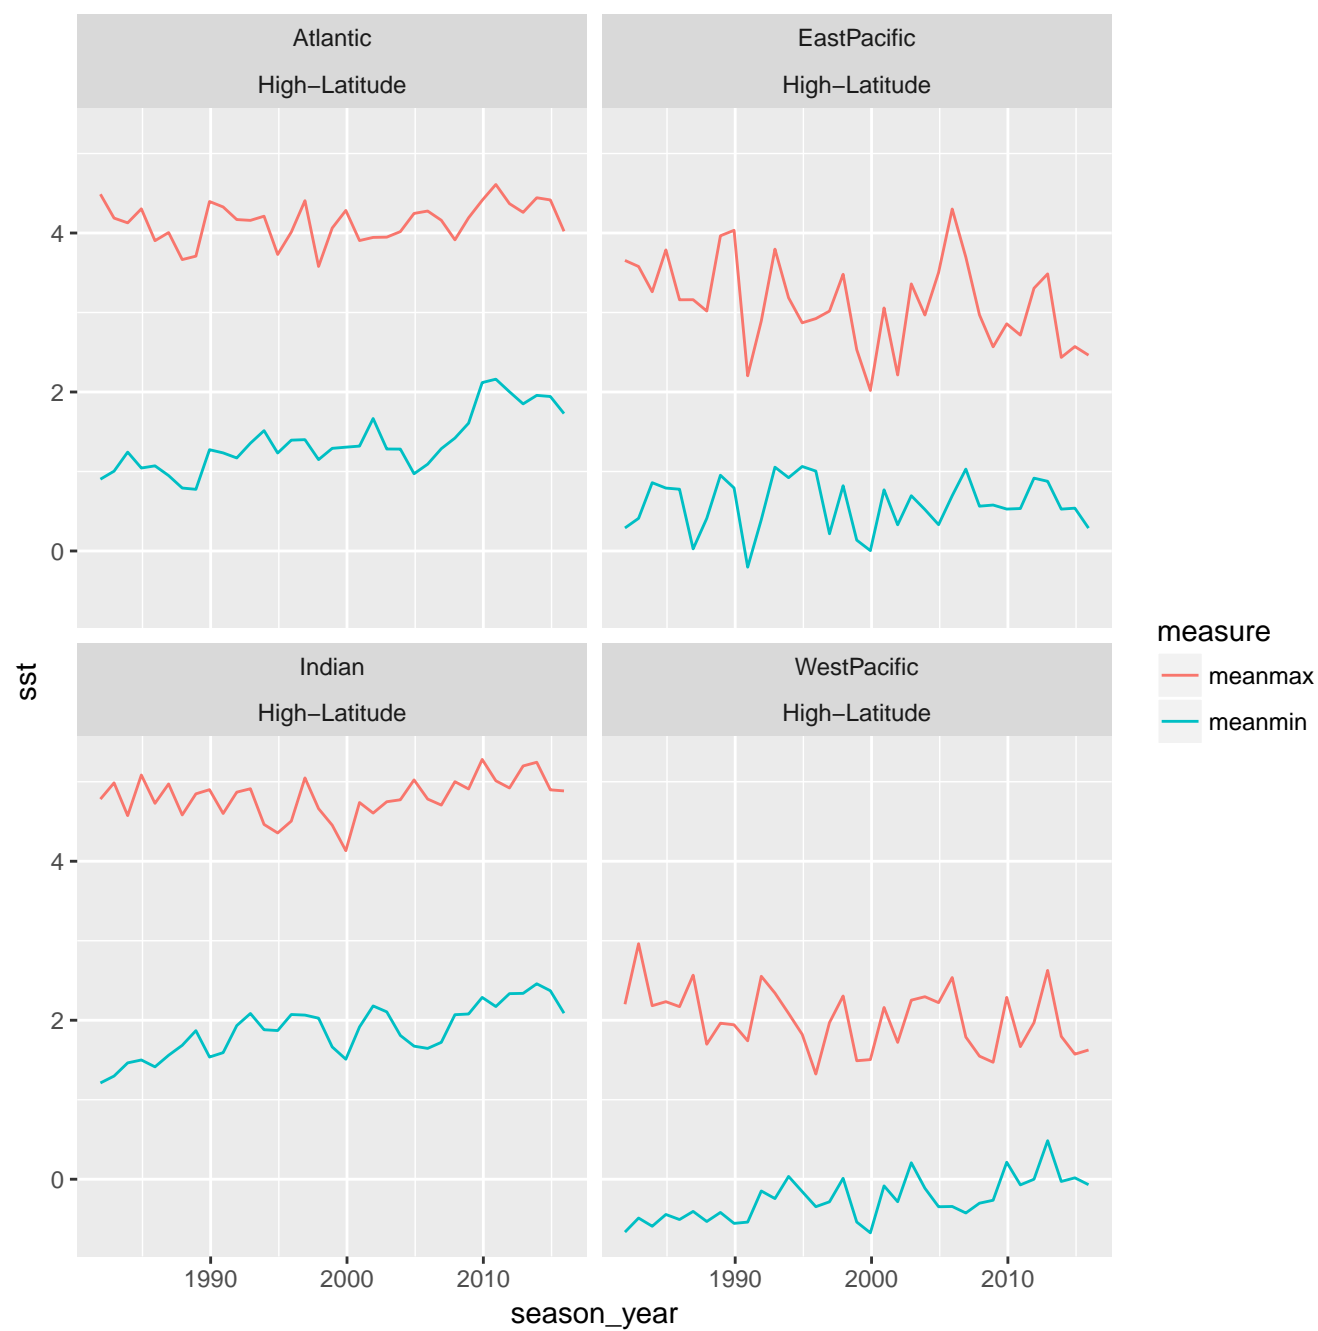 Atlantic
High−Latitude
EastPacific
High−Latitude
4
2
0
Indian
High−Latitude
WestPacific
High−Latitude
4
2
0
1990
2000
2010
1990
2000
2010
season_year
sst
measure
meanmax
meanmin